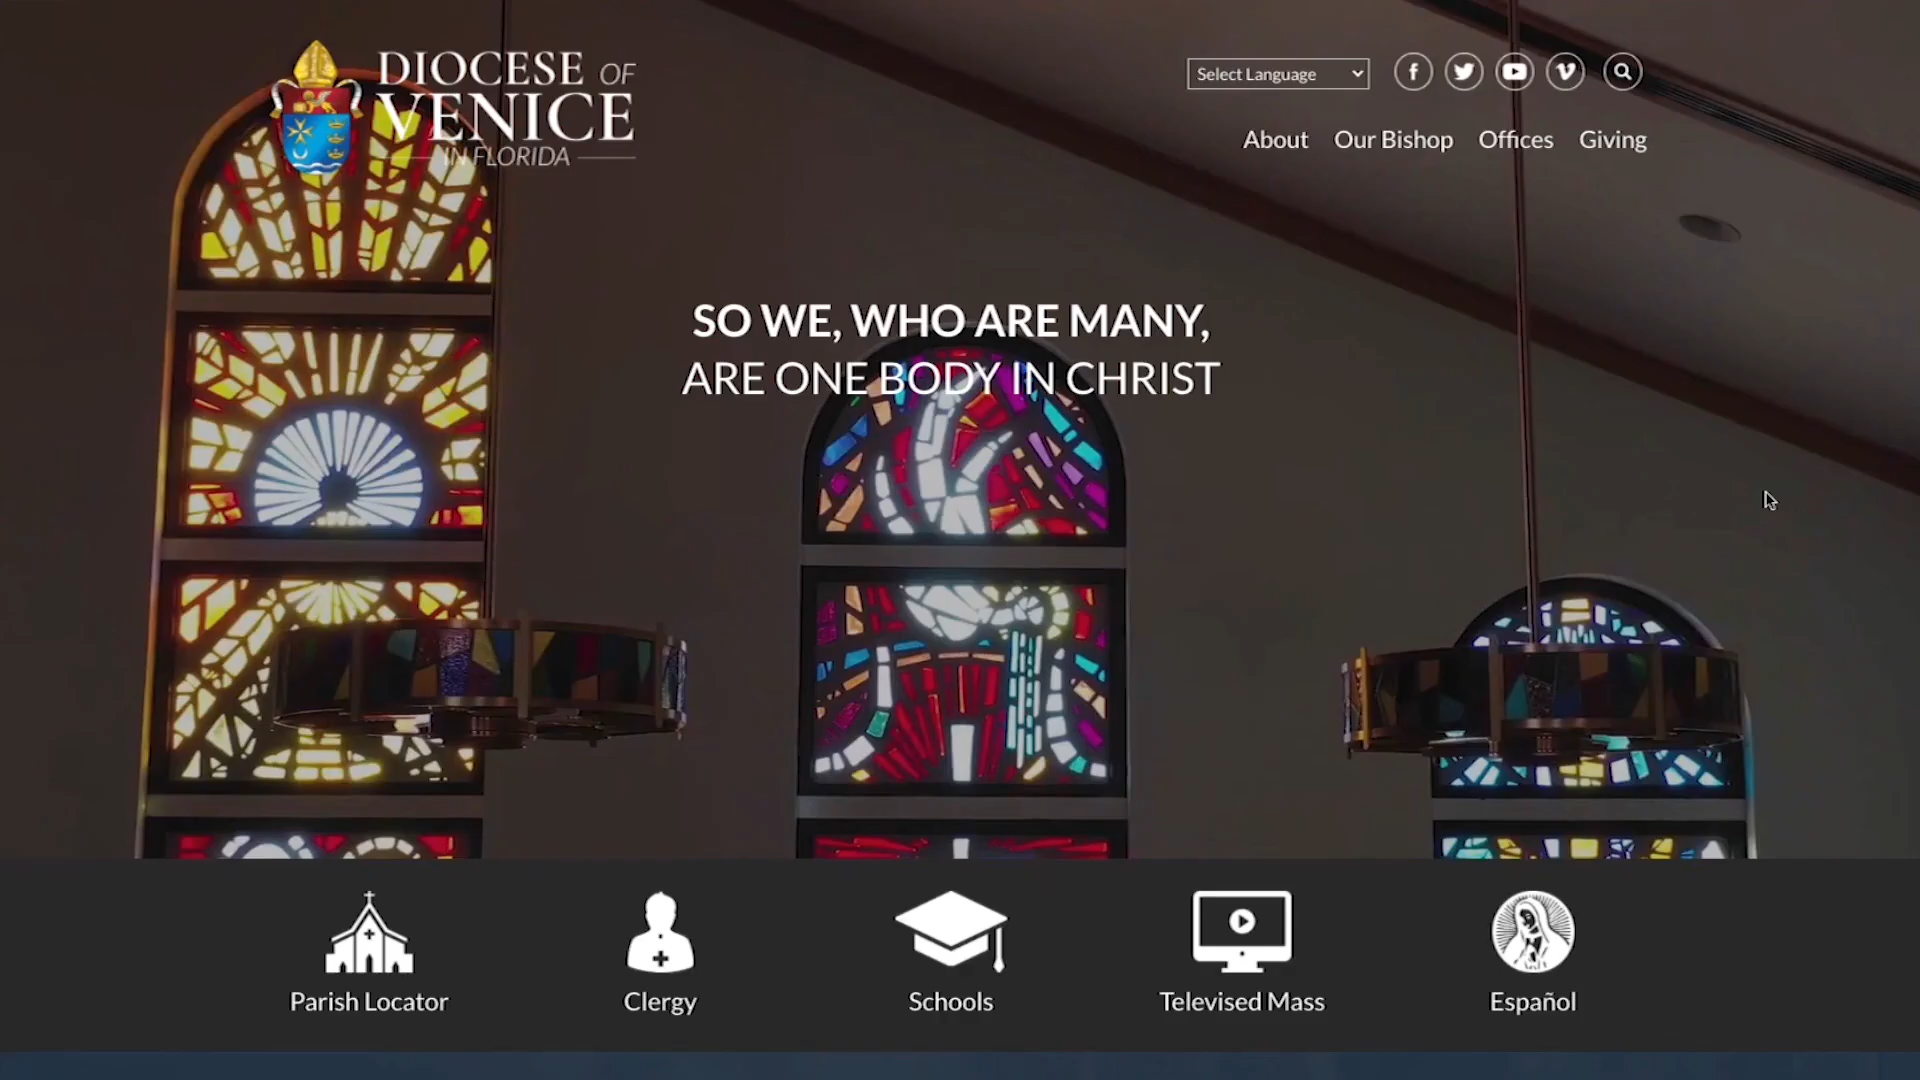 DIOCESE OF
VENICE
IN FLORIDA
Select Language
About Our Bishop Offices Giving
SO WE, WHO ARE MANY,
ARE ONE BODY IN CHRIST
Parish Locator
Clergy
Schools
Televised Mass
Español